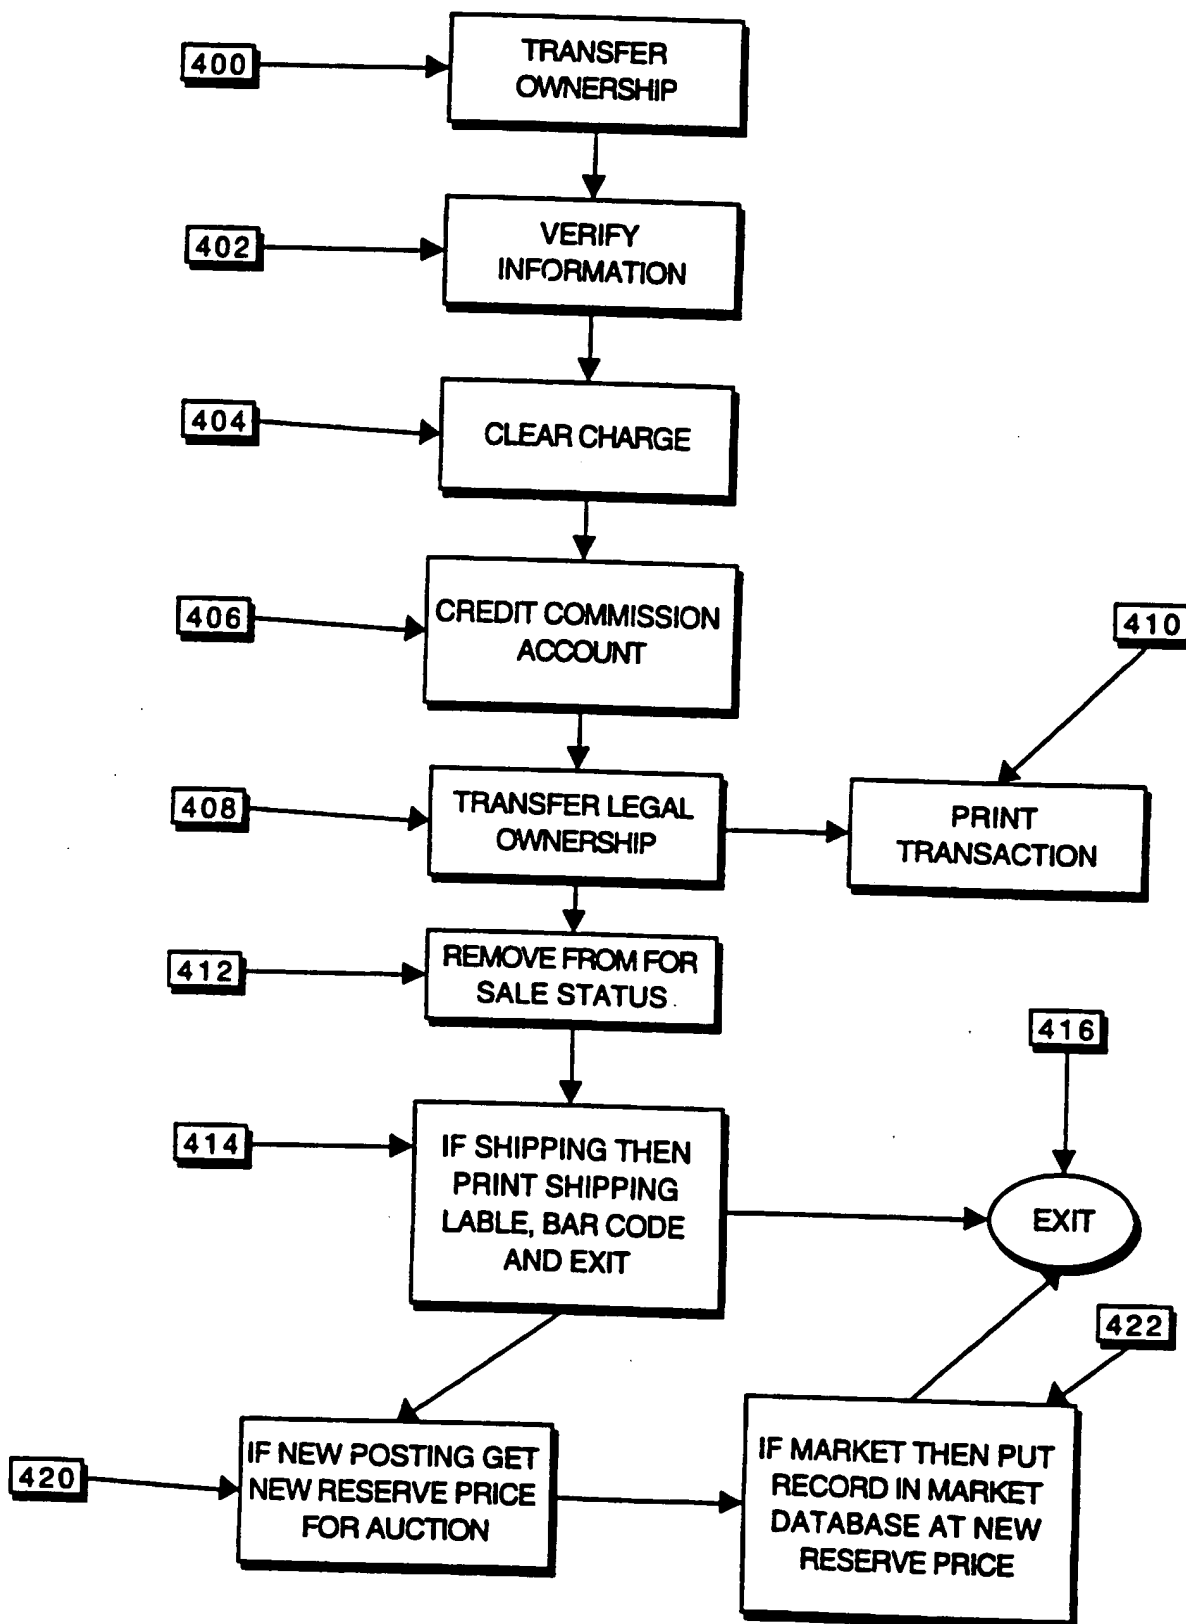 400
TRANSFER
OWNERSHIP
402
VERIFY
INFORMATION
404
CLEAR CHARGE
406
CREDIT COMMISSION
ACCOUNT
410
408
TRANSFER LEGAL
OWNERSHIP
PRINT
TRANSACTION
412
REMOVE FROM FOR
SALE STATUS
416
414
IF SHIPPING THEN
PRINT SHIPPING
LABLE, BAR CODE
AND EXIT
EXIT
422
420
IF NEW POSTING GET
NEW RESERVE PRICE
FOR AUCTION
IF MARKET THEN PUT
RECORD IN MARKET
DATABASE AT NEW
RESERVE PRICE